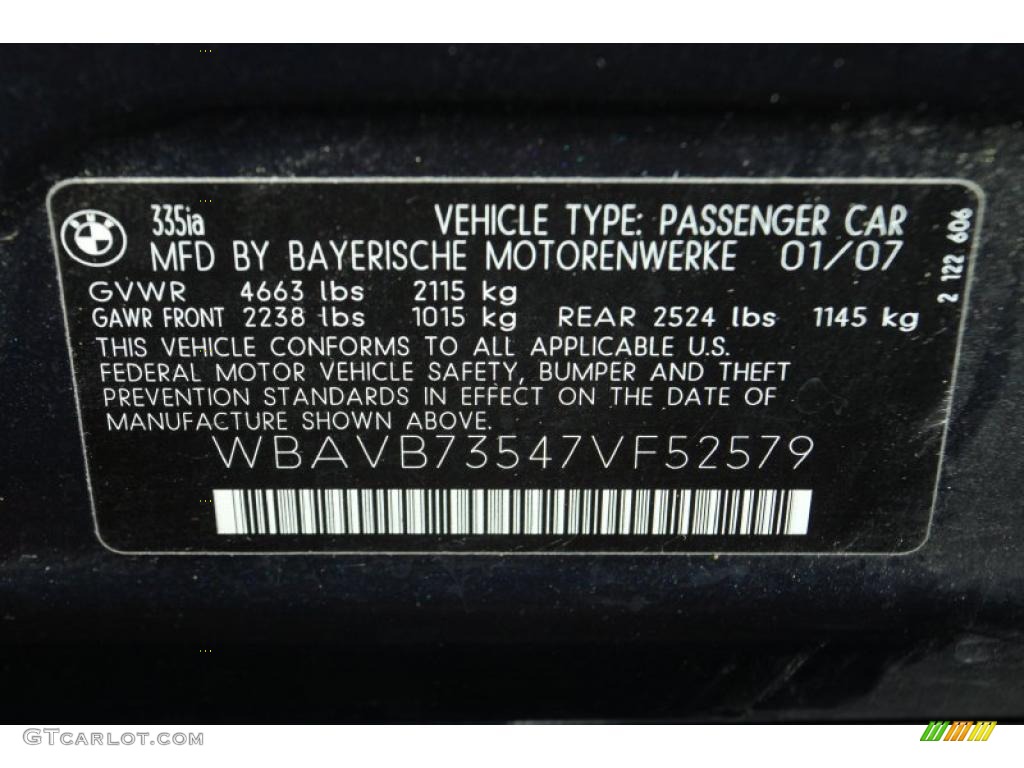 335ia VEHICLE TYPE: PASSENGER CAR
MFD BY BAYERISCHE MOTORENWERKE 01/07
GVWR 4663 lbs 2115 kg
GAWR FRONT 2238 lbs 1015 kg REAR 2524 lbs 1145 kg
THIS VEHICLE CONFORMS TO ALL APPLICABLE U.S.
FEDERAL MOTOR VEHICLE SAFETY, BUMPER AND THEFT
PREVENTION STANDARDS IN EFFECT ON THE DATE OF
MANUFACTURE SHOWN ABOVE.
WBAVB73547VF52579
2 122 606
BMW
GTCARLOT.COM